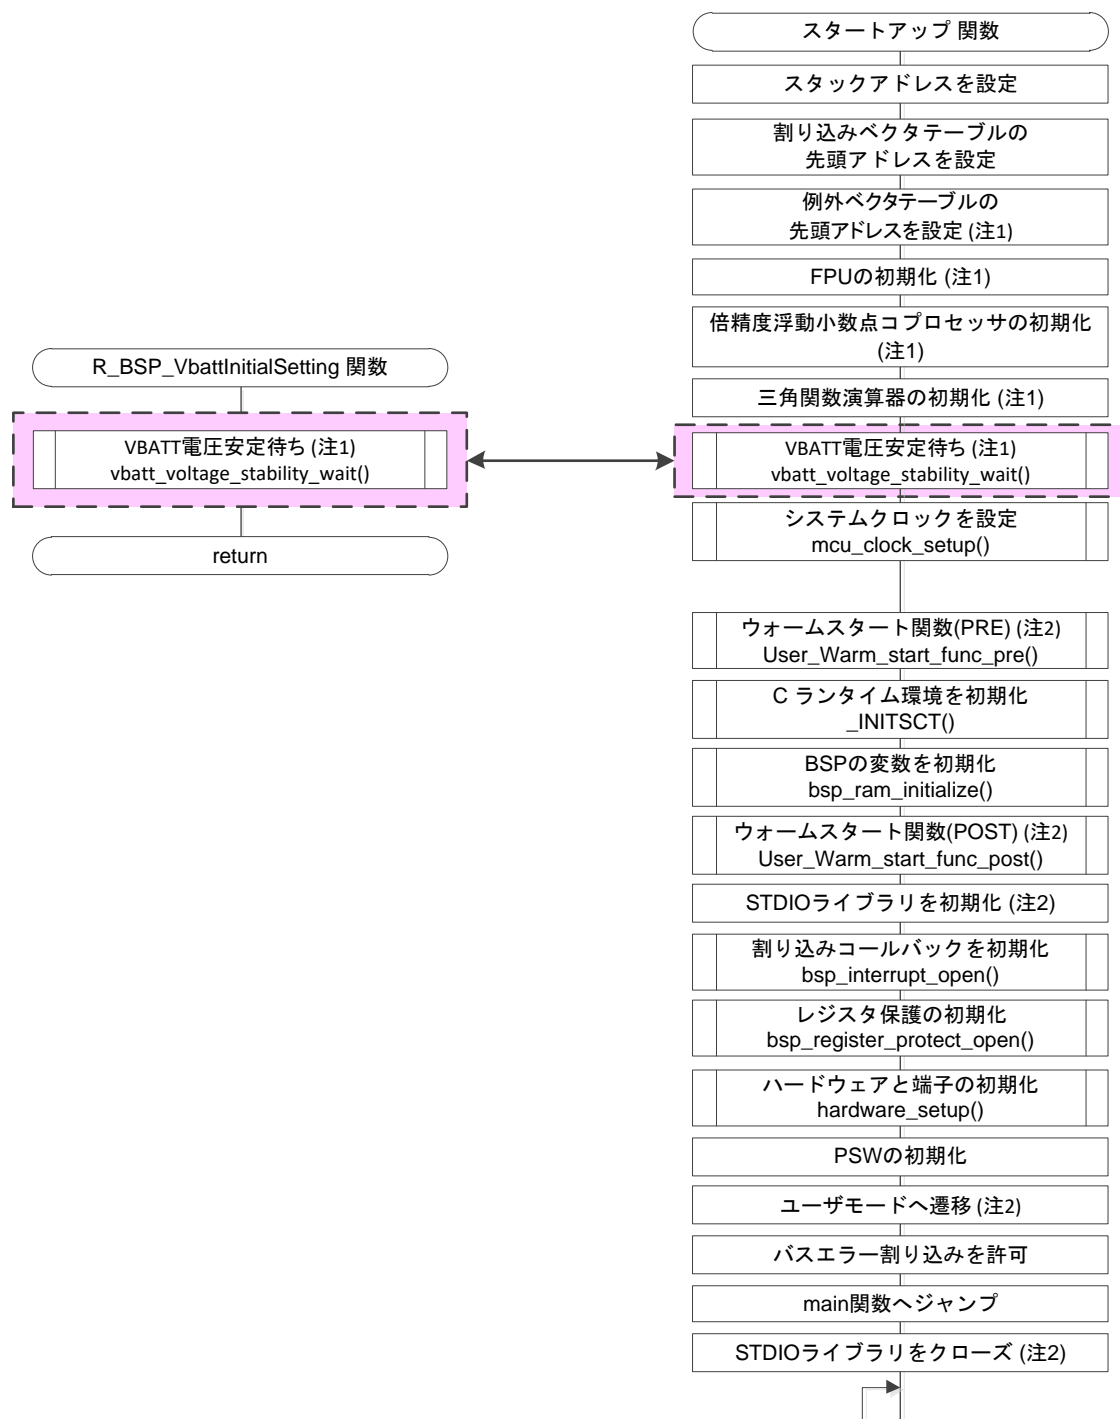 スタートアップ 関数
スタックアドレスを設定
割り込みベクタテーブルの
先頭アドレスを設定
例外ベクタテーブルの
先頭アドレスを設定 (注1)
FPUの初期化 (注1)
倍精度浮動小数点コプロセッサの初期化
(注1)
三角関数演算器の初期化 (注1)
R_BSP_VbattInitialSetting 関数
VBATT電圧安定待ち (注1)
vbatt_voltage_stability_wait()
return
VBATT電圧安定待ち (注1)
vbatt_voltage_stability_wait()
システムクロックを設定
mcu_clock_setup()
ウォームスタート関数(PRE) (注2)
User_Warm_start_func_pre()
C ランタイム環境を初期化
_INITSCT()
BSPの変数を初期化
bsp_ram_initialize()
ウォームスタート関数(POST) (注2)
User_Warm_start_func_post()
STDIOライブラリを初期化 (注2)
割り込みコールバックを初期化
bsp_interrupt_open()
レジスタ保護の初期化
bsp_register_protect_open()
ハードウェアと端子の初期化
hardware_setup()
PSWの初期化
ユーザモードへ遷移 (注2)
バスエラー割り込みを許可
main関数へジャンプ
STDIOライブラリをクローズ (注2)